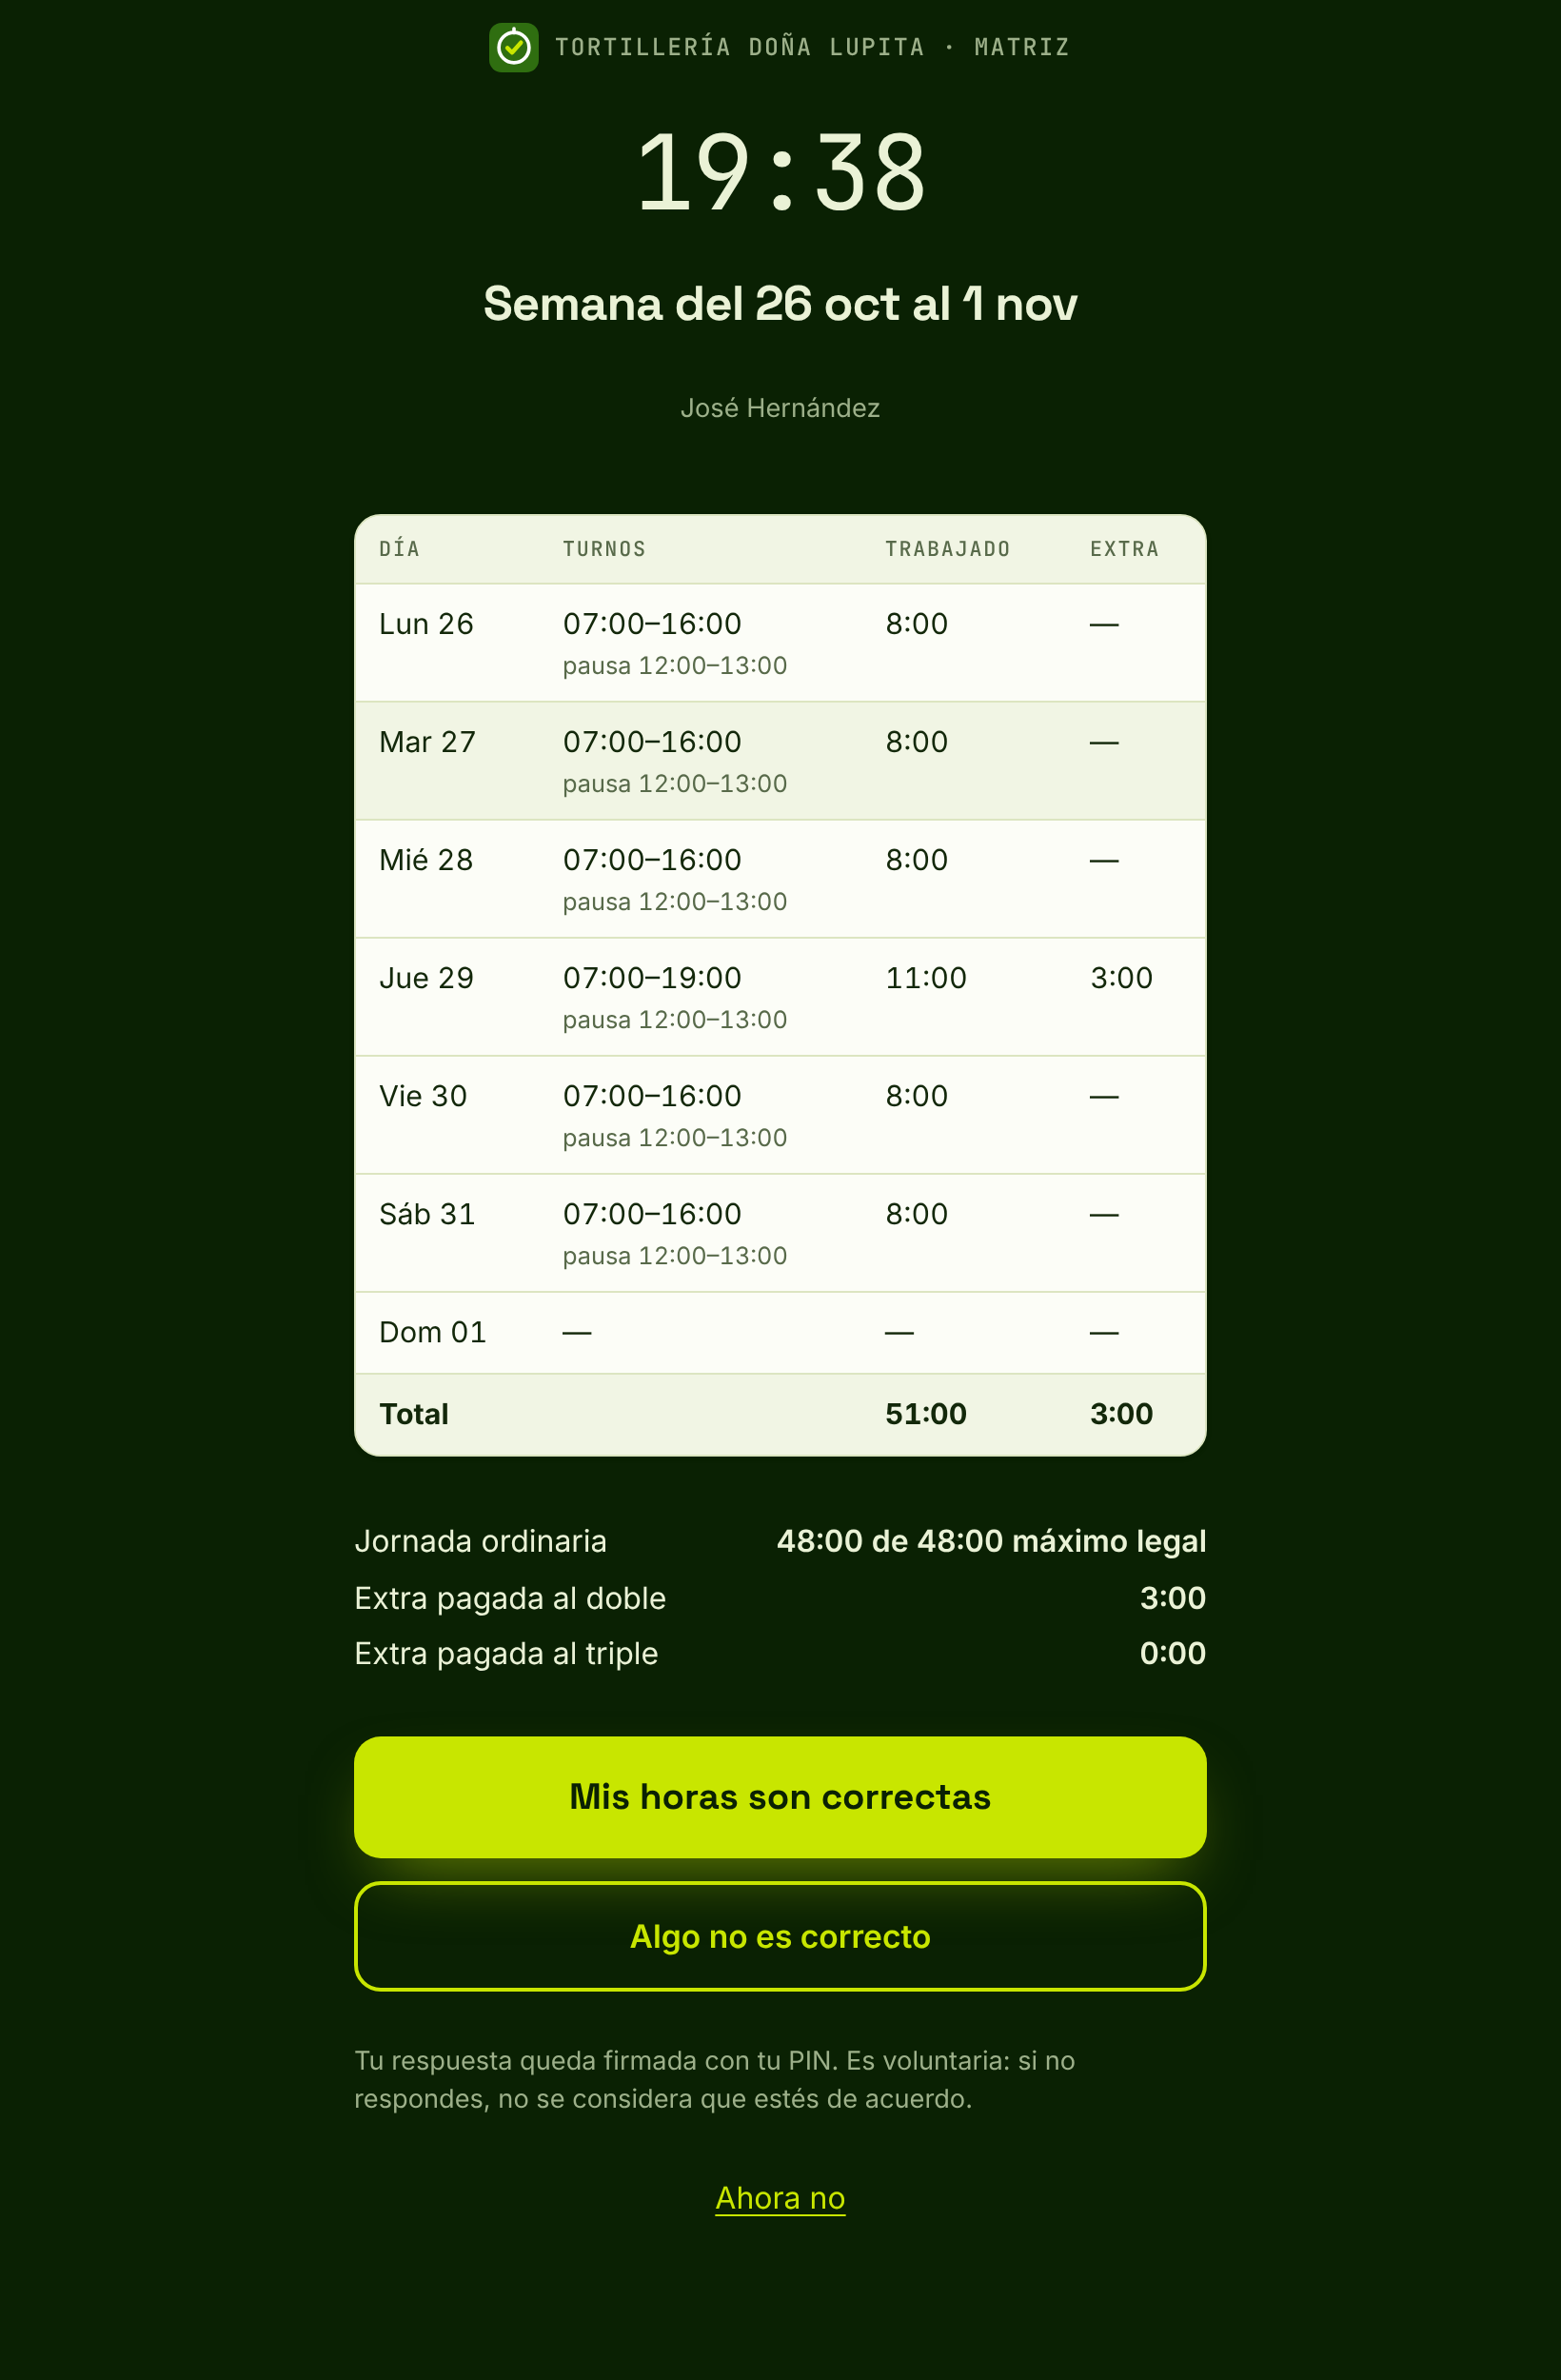 TORTILLERÍA DOÑA LUPITA · MATRIZ
19:38
Semana del 26 oct al 1 nov
José Hernández
DÍA TURNOS TRABAJADO EXTRA
Lun 26 07:00–16:00 8:00 —
pausa 12:00–13:00
Mar 27 07:00–16:00 8:00 —
pausa 12:00–13:00
Mié 28 07:00–16:00 8:00 —
pausa 12:00–13:00
Jue 29 07:00–19:00 11:00 3:00
pausa 12:00–13:00
Vie 30 07:00–16:00 8:00 —
pausa 12:00–13:00
Sáb 31 07:00–16:00 8:00 —
pausa 12:00–13:00
Dom 01 — — —
Total 51:00 3:00
Jornada ordinaria 48:00 de 48:00 máximo legal
Extra pagada al doble 3:00
Extra pagada al triple 0:00
Mis horas son correctas
Algo no es correcto
Tu respuesta queda firmada con tu PIN. Es voluntaria: si no
respondes, no se considera que estés de acuerdo.
Ahora no